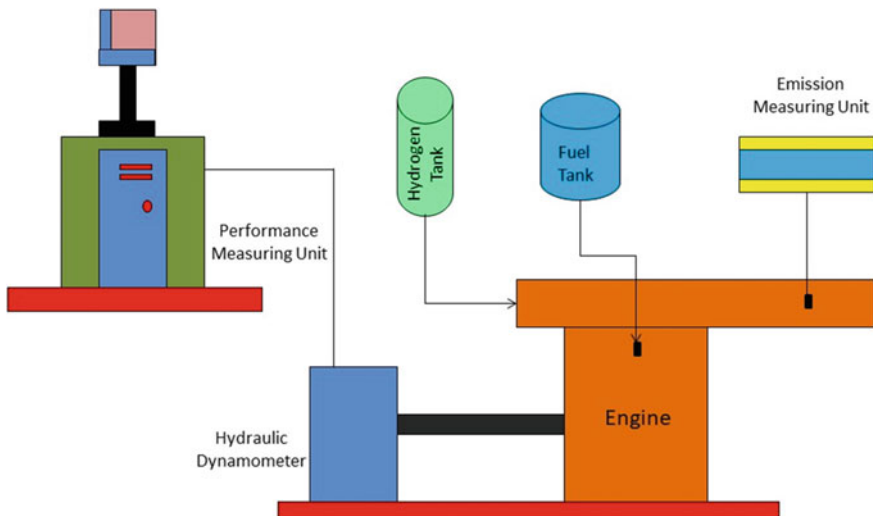 Performance
Measuring Unit
Hydrogen
Tank
Fuel
Tank
Emission
Measuring Unit
Hydraulic
Dynamometer
Engine